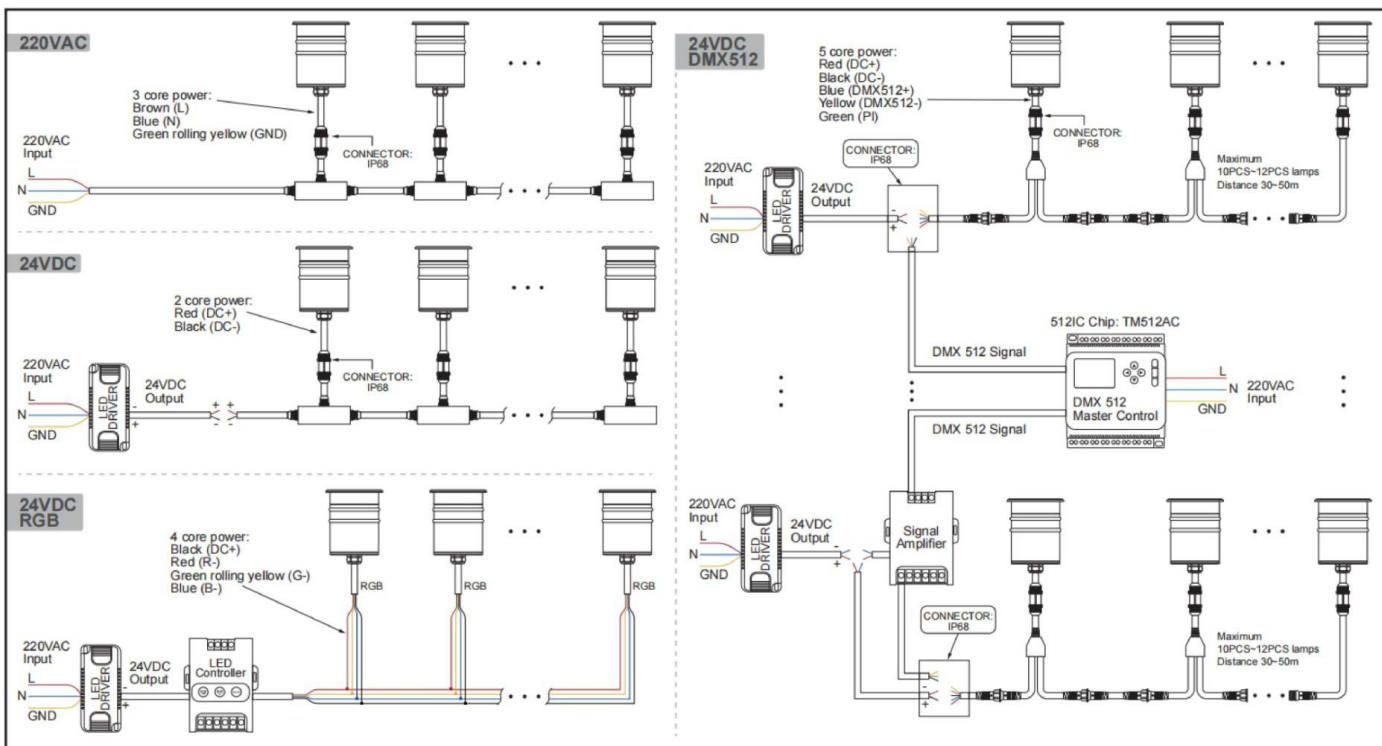 220VAC
3 core power:
Brown (L)
Blue (N)
Green rolling yellow (GND)
220VAC
Input
L
N
GND
CONNECTOR:
IP68
24VDC
2 core power:
Red (DC+)
Black (DC-)
220VAC
Input
L
N
GND
LED
DRIVER
24VDC
Output
-
+
+ +
- -
CONNECTOR:
IP68
24VDC
RGB
4 core power:
Black (DC+)
Red (R-)
Green rolling yellow (G-)
Blue (B-)
RGB
RGB
RGB
220VAC
Input
L
N
GND
LED
DRIVER
24VDC
Output
-
+
LED
Controller
24VDC
DMX512
5 core power:
Red (DC+)
Black (DC-)
Blue (DMX512+)
Yellow (DMX512-)
Green (PI)
CONNECTOR:
IP68
CONNECTOR:
IP68
220VAC
Input
L
N
GND
LED
DRIVER
24VDC
Output
-
+
Maximum
10PCS~12PCS lamps
Distance 30~50m
512IC Chip: TM512AC
DMX 512 Signal
DMX 512
Master Control
L
N
GND
220VAC
Input
DMX 512 Signal
220VAC
Input
L
N
GND
LED
DRIVER
24VDC
Output
-
+
Signal
Amplifier
CONNECTOR:
IP68
-
+
Maximum
10PCS~12PCS lamps
Distance 30~50m